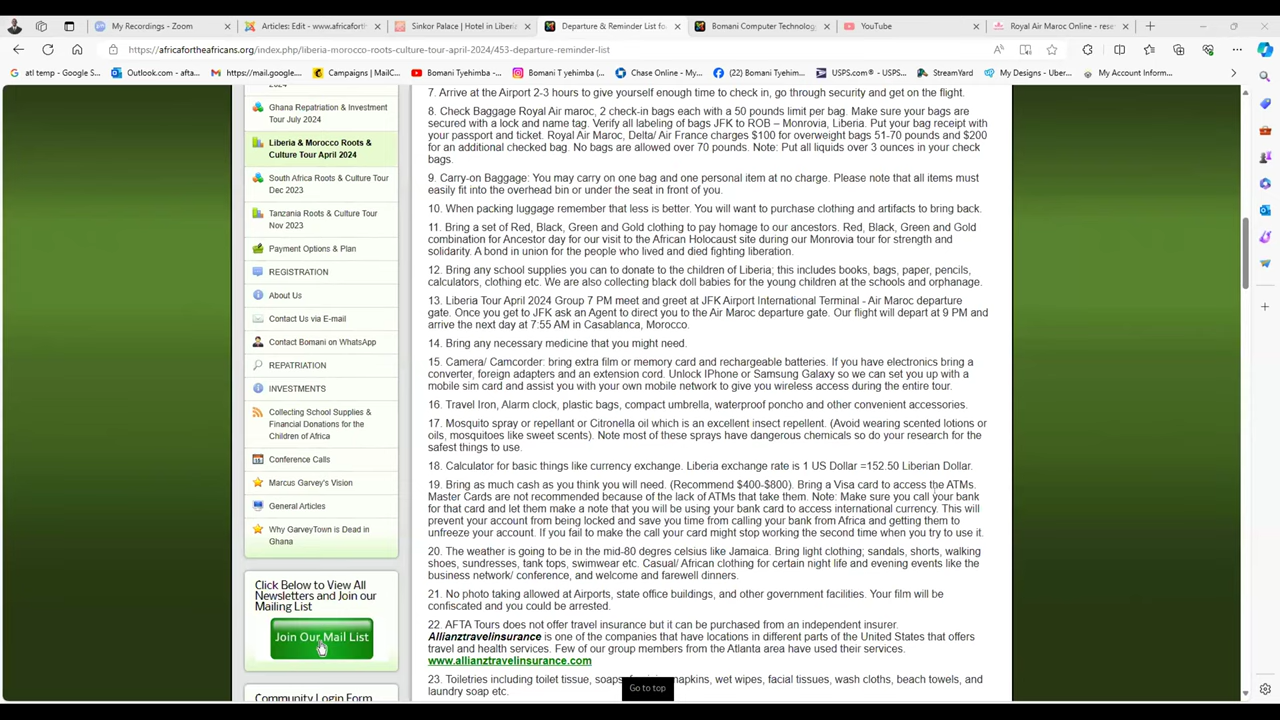 My Recordings - Zoom
Articles: Edit - www.africaforth
Sinkor Palace | Hotel in Liberia
Departure & Reminder List fo
Bomani Computer Technology
YouTube
Royal Air Maroc Online - rese
https://africafortheafricans.org/index.php/liberia-morocco-roots-culture-tour-april-2024/453-departure-reminder-list
atl temp - Google S...
Outlook.com - afta...
https://mail.google....
Campaigns | MailC...
Bomani Tyehimba -...
Bomani T yehimba (...
Chase Online - My...
(22) Bomani Tyehim...
USPS.com® - USPS...
StreamYard
My Designs - Uber...
My Account Inform...
2024
Ghana Repatriation & Investment
Tour July 2024
Liberia & Morocco Roots &
Culture Tour April 2024
South Africa Roots & Culture Tour
Dec 2023
Tanzania Roots & Culture Tour
Nov 2023
Payment Options & Plan
REGISTRATION
About Us
Contact Us via E-mail
Contact Bomani on WhatsApp
REPATRIATION
INVESTMENTS
Collecting School Supplies &
Financial Donations for the
Children of Africa
Conference Calls
Marcus Garvey's Vision
General Articles
Why GarveyTown is Dead in
Ghana
Click Below to View All
Newsletters and Join our
Mailing List
Join Our Mail List
Community Login Form
7. Arrive at the Airport 2-3 hours to give yourself enough time to check in, go through security and get on the flight.
8. Check Baggage Royal Air maroc, 2 check-in bags each with a 50 pounds limit per bag. Make sure your bags are
secured with a lock and name tag. Verify all labeling of bags JFK to ROB – Monrovia, Liberia. Put your bag receipt with
your passport and ticket. Royal Air Maroc, Delta/ Air France charges $100 for overweight bags 51-70 pounds and $200
for an additional checked bag. No bags are allowed over 70 pounds. Note: Put all liquids over 3 ounces in your check
bags.
9. Carry-on Baggage: You may carry on one bag and one personal item at no charge. Please note that all items must
easily fit into the overhead bin or under the seat in front of you.
10. When packing luggage remember that less is better. You will want to purchase clothing and artifacts to bring back.
11. Bring a set of Red, Black, Green and Gold clothing to pay homage to our ancestors. Red, Black, Green and Gold
combination for Ancestor day for our visit to the African Holocaust site during our Monrovia tour for strength and
solidarity. A bond in union for the people who lived and died fighting liberation.
12. Bring any school supplies you can to donate to the children of Liberia; this includes books, bags, paper, pencils,
calculators, clothing etc. We are also collecting black doll babies for the young children at the schools and orphanage.
13. Liberia Tour April 2024 Group 7 PM meet and greet at JFK Airport International Terminal - Air Maroc departure
gate. Once you get to JFK ask an Agent to direct you to the Air Maroc departure gate. Our flight will depart at 9 PM and
arrive the next day at 7:55 AM in Casablanca, Morocco.
14. Bring any necessary medicine that you might need.
15. Camera/ Camcorder: bring extra film or memory card and rechargeable batteries. If you have electronics bring a
converter, foreign adapters and an extension cord. Unlock IPhone or Samsung Galaxy so we can set you up with a
mobile sim card and assist you with your own mobile network to give you wireless access during the entire tour.
16. Travel Iron, Alarm clock, plastic bags, compact umbrella, waterproof poncho and other convenient accessories.
17. Mosquito spray or repellant or Citronella oil which is an excellent insect repellent. (Avoid wearing scented lotions or
oils, mosquitoes like sweet scents). Note most of these sprays have dangerous chemicals so do your research for the
safest things to use.
18. Calculator for basic things like currency exchange. Liberia exchange rate is 1 US Dollar =152.50 Liberian Dollar.
19. Bring as much cash as you think you will need. (Recommend $400-$800). Bring a Visa card to access the ATMs.
Master Cards are not recommended because of the lack of ATMs that take them. Note: Make sure you call your bank
for that card and let them make a note that you will be using your bank card to access international currency. This will
prevent your account from being locked and save you time from calling your bank from Africa and getting them to
unfreeze your account. If you fail to make the call your card might stop working the second time when you try to use it.
20. The weather is going to be in the mid-80 degres celsius like Jamaica. Bring light clothing; sandals, shorts, walking
shoes, sundresses, tank tops, swimwear etc. Casual/ African clothing for certain night life and evening events like the
business network/ conference, and welcome and farewell dinners.
21. No photo taking allowed at Airports, state office buildings, and other government facilities. Your film will be
confiscated and you could be arrested.
22. AFTA Tours does not offer travel insurance but it can be purchased from an independent insurer.
Allianztravelinsurance is one of the companies that have locations in different parts of the United States that offers
travel and health services. Few of our group members from the Atlanta area have used their services.
www.allianztravelinsurance.com
23. Toiletries including toilet tissue, soaps, napkins, wet wipes, facial tissues, wash cloths, beach towels, and
laundry soap etc.
Go to top